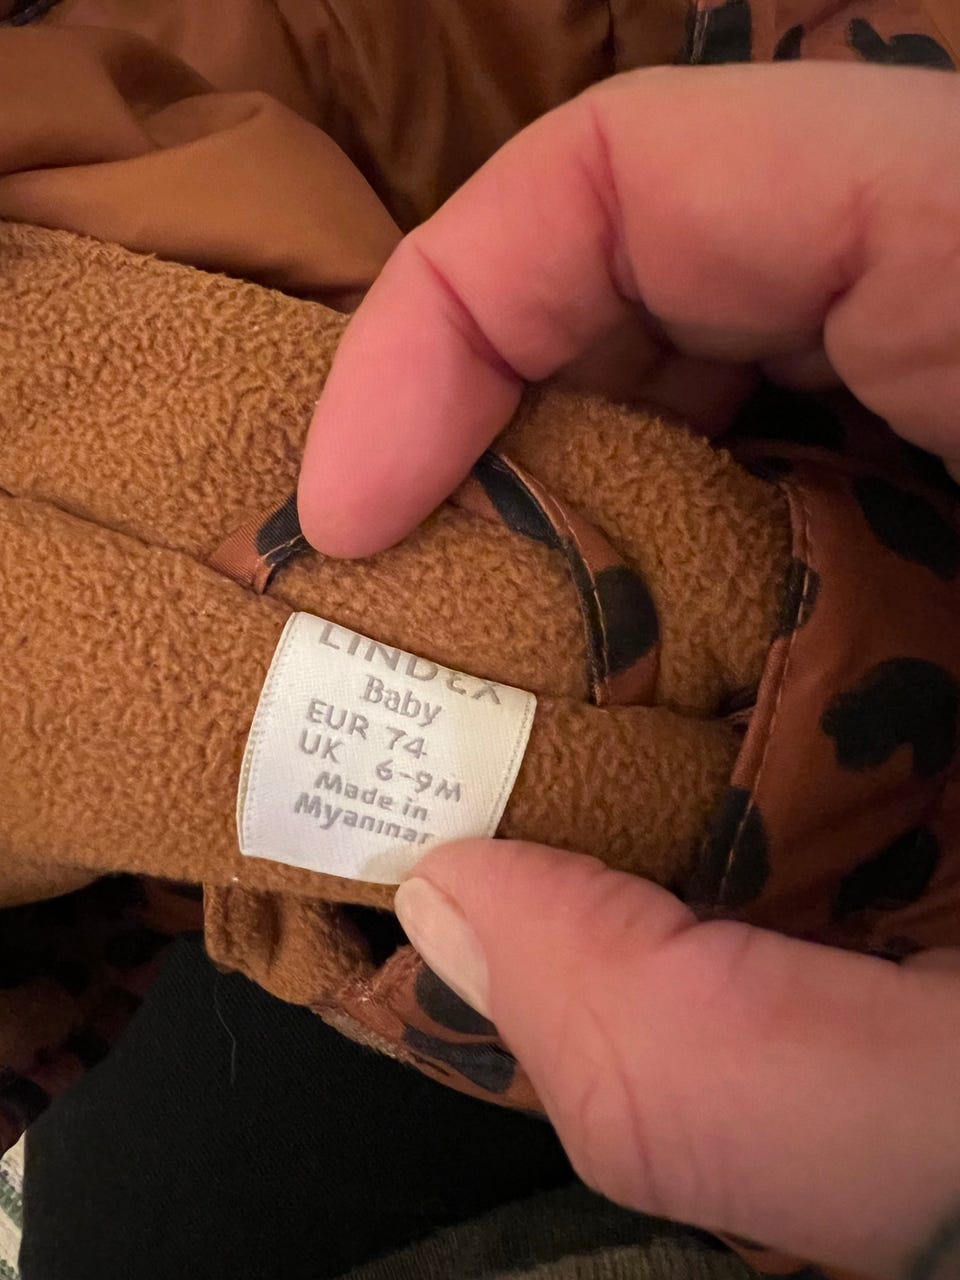 LINDEX
Baby
EUR 74
UK 6-9M
Made in
Myanmar